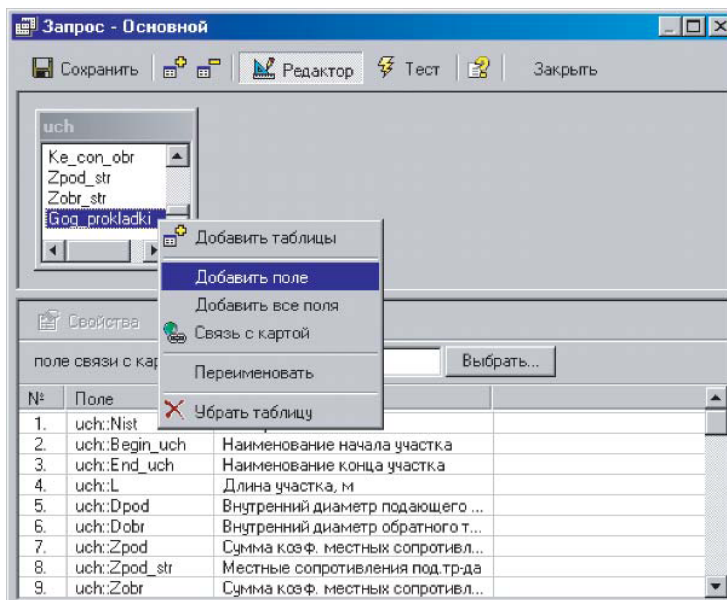 Запрос - Основной
Сохранить Редактор Тест Закрыть
uch
Ke_con_obr
Zpod_str
Zobr_str
Gog_prokladki
Добавить таблицы
Добавить поле
Добавить все поля
Связь с картой
Переименовать
Убрать таблицу
Свойства
поле связи с кар
Выбрать...
№ Поле
1. uch::Nist
2. uch::Begin_uch Наименование начала участка
3. uch::End_uch Наименование конца участка
4. uch::L Длина участка, м
5. uch::Dpod Внутренний диаметр подающего ...
6. uch::Dobr Внутренний диаметр обратного т...
7. uch::Zpod Сумма коэф. местных сопротивл...
8. uch::Zpod_str Местные сопротивления под.тр-да
9. uch::Zobr Сумма коэф. местных сопротивл...